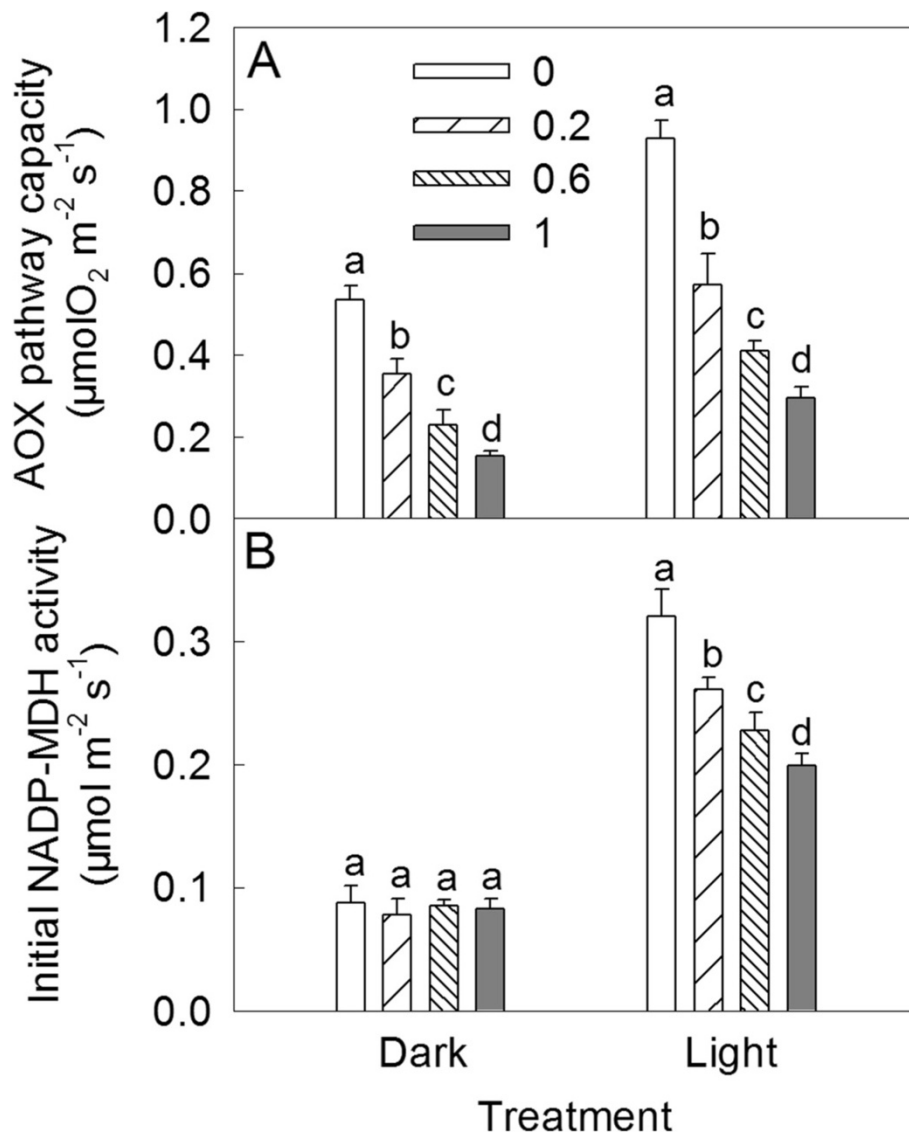 AOX pathway capacity
(µmolO₂ m⁻² s⁻¹)
1.2
1.0
0.8
0.6
0.4
0.2
0.0
A
0
0.2
0.6
1
a
b
c
d
a
b
c
d
Initial NADP-MDH activity
(µmol m⁻² s⁻¹)
0.3
0.2
0.1
0.0
B
a
a
a
a
a
b
c
d
Dark Light
Treatment